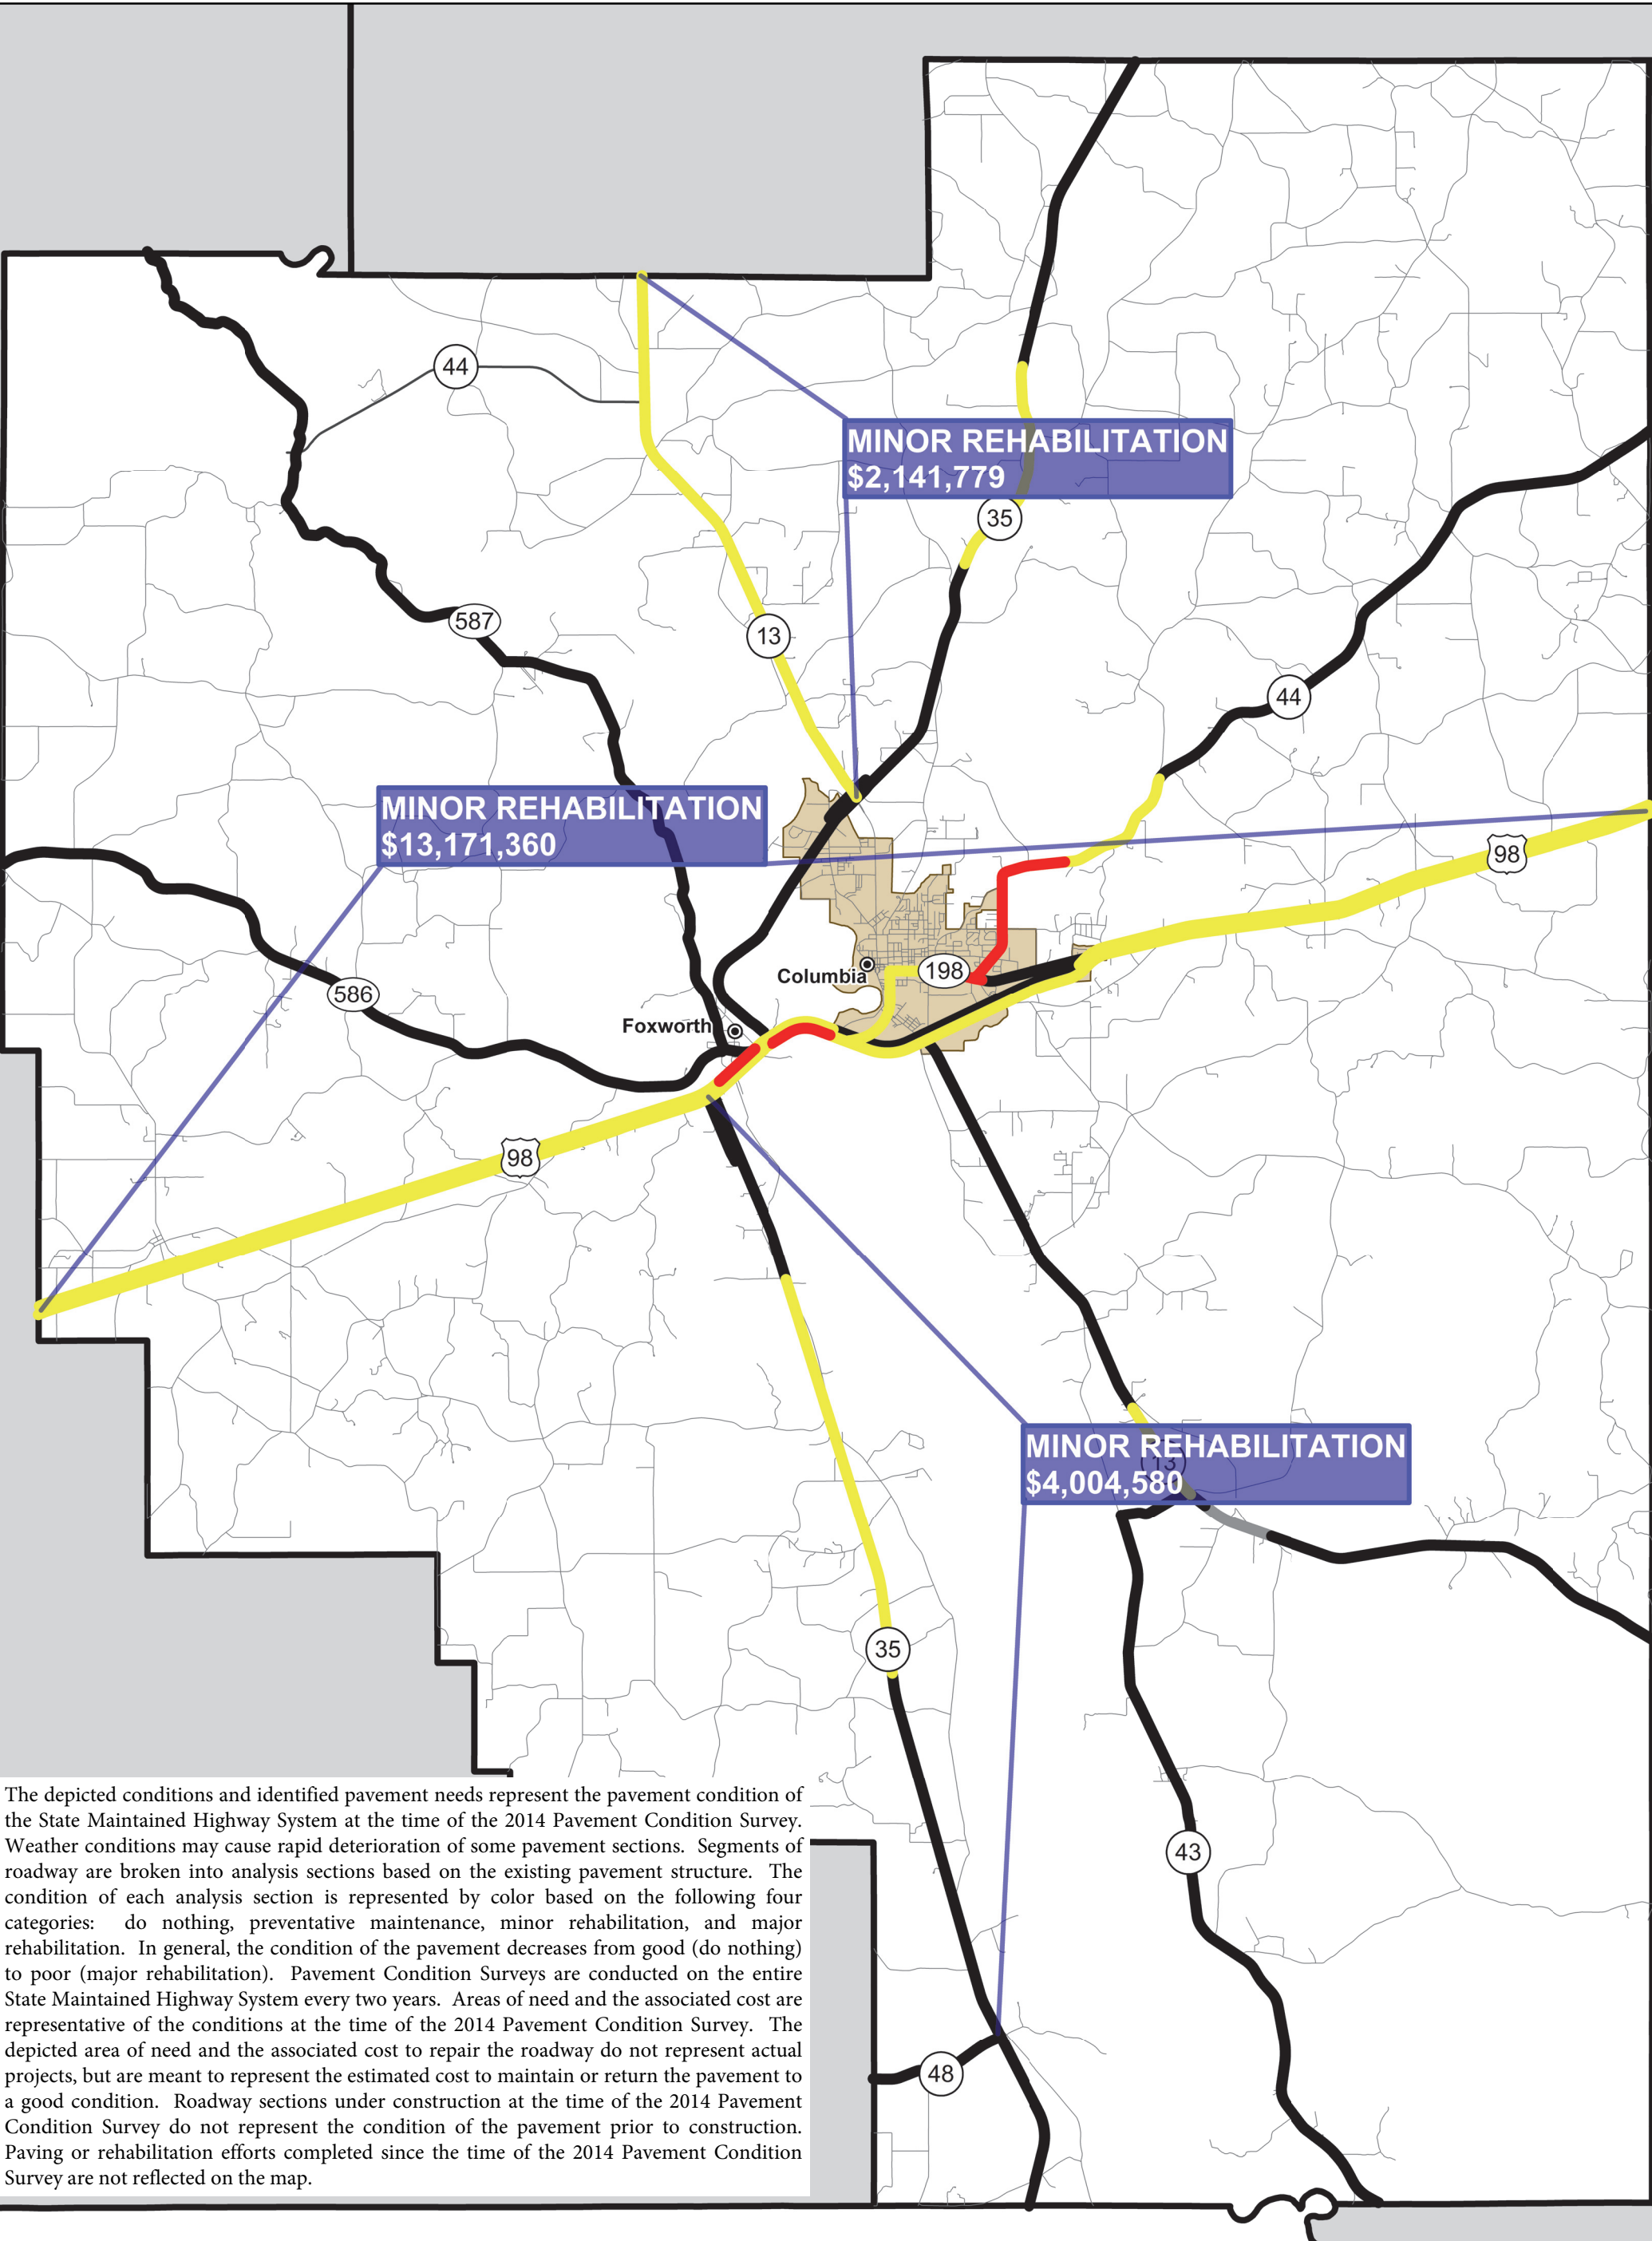 44
MINOR REHABILITATION
$2,141,779
35
587
13
44
MINOR REHABILITATION
$13,171,360
98
198
Columbia
586
Foxworth
98
MINOR REHABILITATION
13
$4,004,580
35
The depicted conditions and identified pavement needs represent the pavement condition of
the State Maintained Highway System at the time of the 2014 Pavement Condition Survey.
Weather conditions may cause rapid deterioration of some pavement sections. Segments of
roadway are broken into analysis sections based on the existing pavement structure. The
condition of each analysis section is represented by color based on the following four
categories: do nothing, preventative maintenance, minor rehabilitation, and major
rehabilitation. In general, the condition of the pavement decreases from good (do nothing)
to poor (major rehabilitation). Pavement Condition Surveys are conducted on the entire
State Maintained Highway System every two years. Areas of need and the associated cost are
representative of the conditions at the time of the 2014 Pavement Condition Survey. The
depicted area of need and the associated cost to repair the roadway do not represent actual
projects, but are meant to represent the estimated cost to maintain or return the pavement to
a good condition. Roadway sections under construction at the time of the 2014 Pavement
Condition Survey do not represent the condition of the pavement prior to construction.
Paving or rehabilitation efforts completed since the time of the 2014 Pavement Condition
Survey are not reflected on the map.
43
48